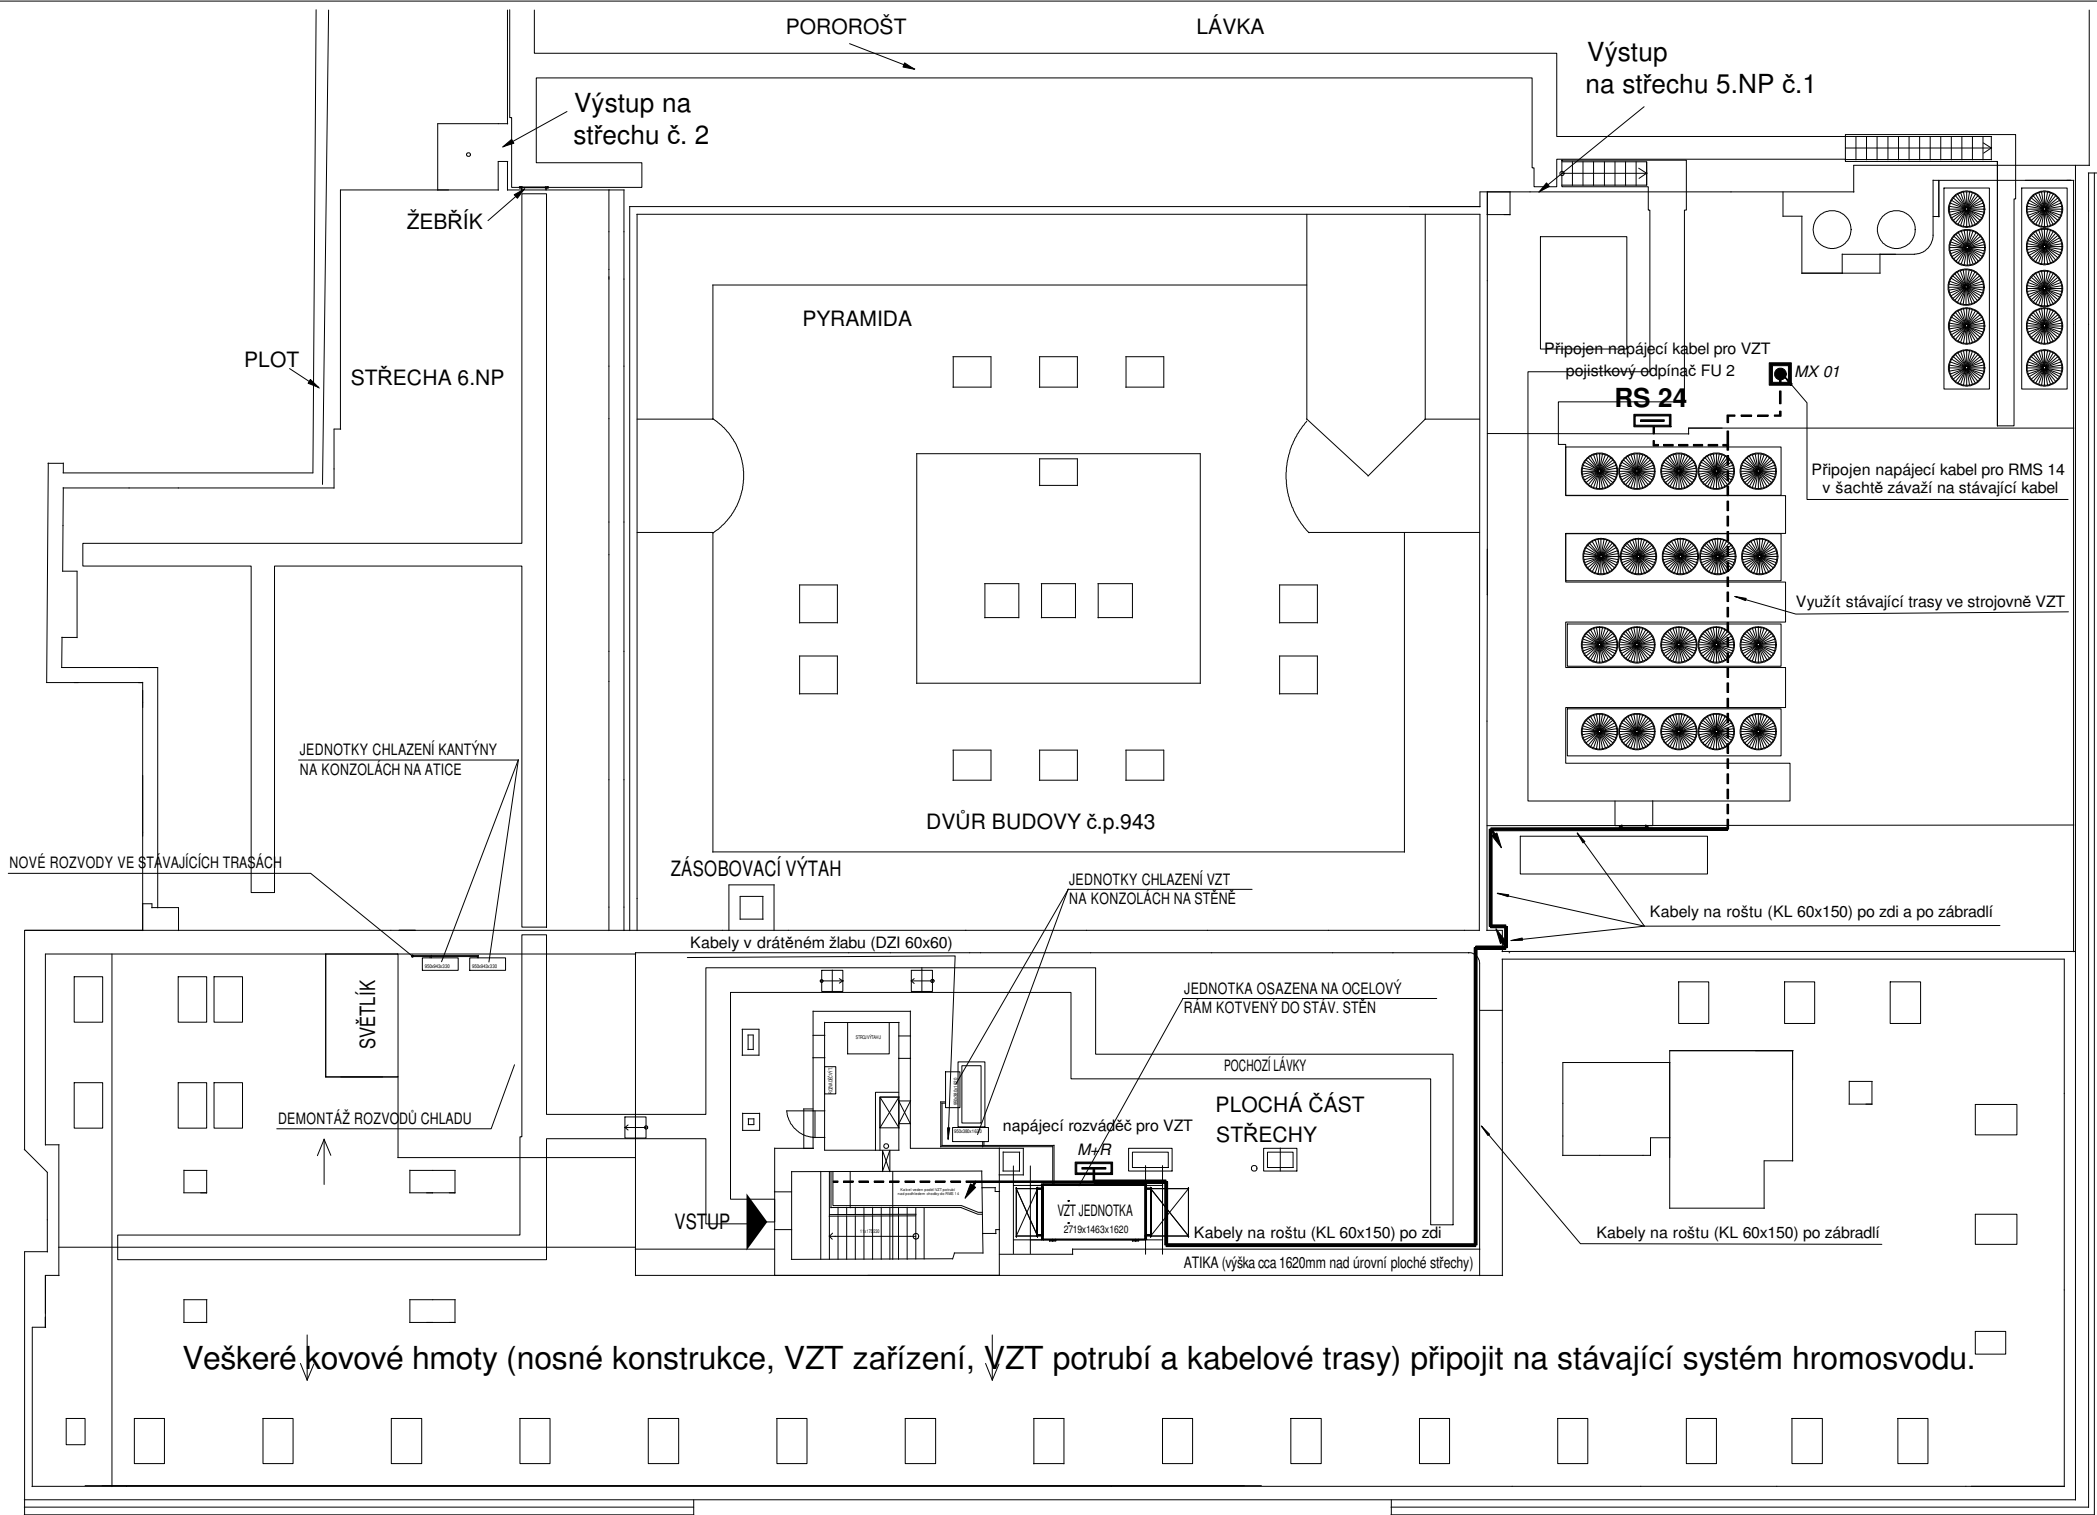 POROROŠT
LÁVKA
Výstup
na střechu 5.NP č.1
Výstup na
střechu č. 2
ŽEBŘÍK
PYRAMIDA
PLOT
STŘECHA 6.NP
Připojen napájecí kabel pro VZT
pojistkový odpínač FU 2
RS 24
MX 01
Připojen napájecí kabel pro RMS 14
v šachtě závaží na stávající kabel
Využít stávající trasy ve strojovně VZT
JEDNOTKY CHLAZENÍ KANTÝNY
NA KONZOLÁCH NA ATICE
DVŮR BUDOVY č.p.943
NOVÉ ROZVODY VE STÁVAJÍCÍCH TRASÁCH
ZÁSOBOVACÍ VÝTAH
JEDNOTKY CHLAZENÍ VZT
NA KONZOLÁCH NA STĚNĚ
Kabely na roštu (KL 60x150) po zdi a po zábradlí
Kabely v drátěném žlabu (DZI 60x60)
950x943x330
950x943x330
SVĚTLÍK
JEDNOTKA OSAZENA NA OCELOVÝ
RÁM KOTVENÝ DO STÁV. STĚN
POCHOZÍ LÁVKY
PLOCHÁ ČÁST
STŘECHY
DEMONTÁŽ ROZVODŮ CHLADU
napájecí rozváděč pro VZT
M+R
VSTUP
VZT JEDNOTKA
2719x1463x1620
Kabely na roštu (KL 60x150) po zdi
Kabely na roštu (KL 60x150) po zábradlí
ATIKA (výška cca 1620mm nad úrovní ploché střechy)
Veškeré kovové hmoty (nosné konstrukce, VZT zařízení, VZT potrubí a kabelové trasy) připojit na stávající systém hromosvodu.